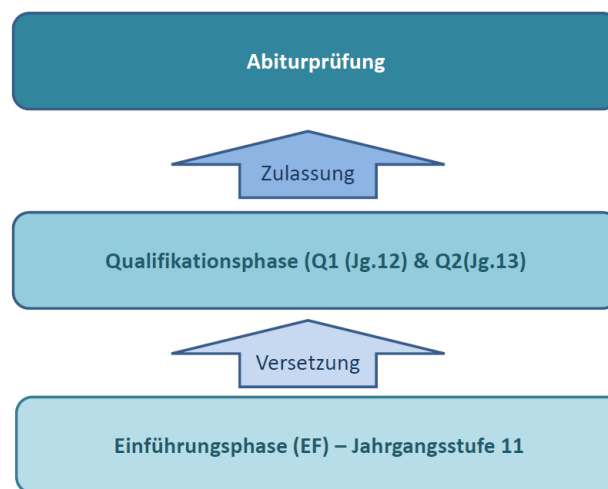 Abiturprüfung
Zulassung
Qualifikationsphase (Q1 (Jg.12) & Q2(Jg.13)
Versetzung
Einführungsphase (EF) – Jahrgangsstufe 11